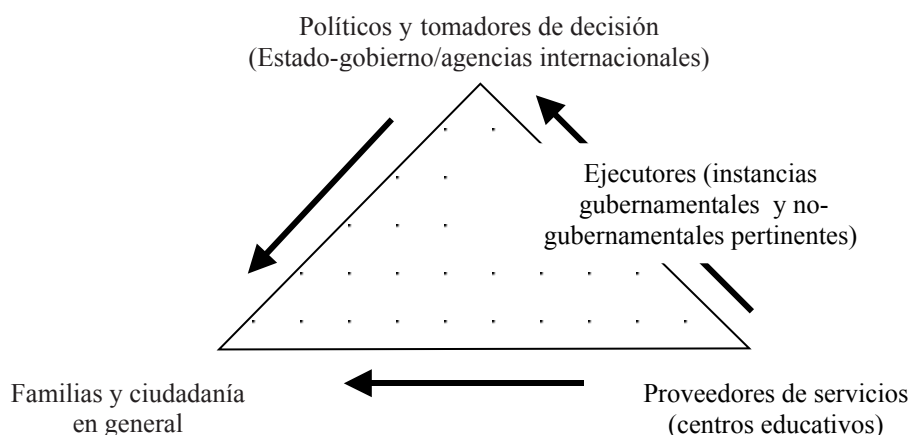 Políticos y tomadores de decisión
(Estado-gobierno/agencias internacionales)
Ejecutores (instancias
gubernamentales y no-
gubernamentales pertinentes)
Familias y ciudadanía
en general
Proveedores de servicios
(centros educativos)